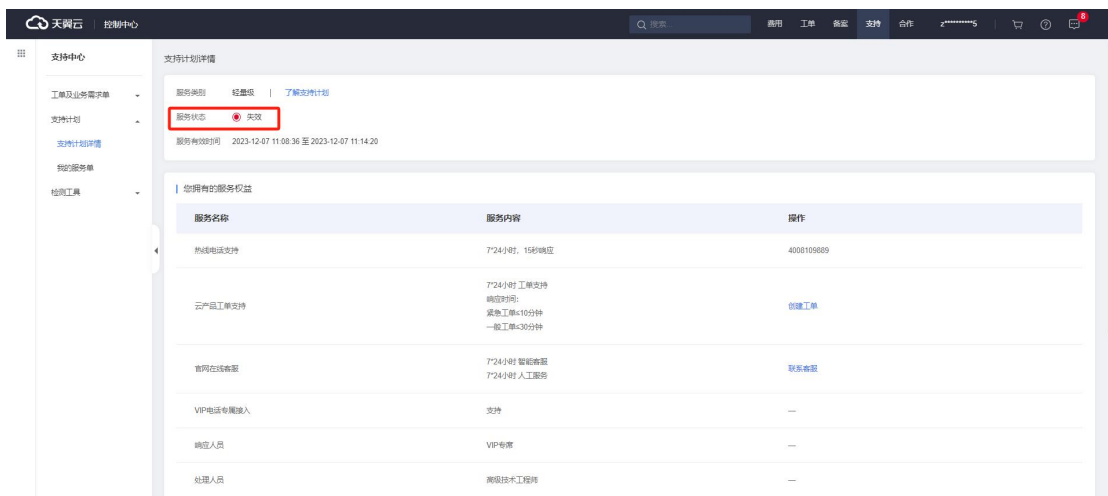 天翼云 | 控制中心
搜索...
费用 工单 备案 支持 合作 z**********5
8
支持中心
工单及业务需求单
支持计划
支持计划详情
我的服务单
检测工具
支持计划详情
服务类别 轻量级 | 了解支持计划
服务状态 失效
服务有效时间 2023-12-07 11:08:36 至 2023-12-07 11:14:20
您拥有的服务权益
服务名称 服务内容 操作
热线电话支持 7*24小时，15秒响应 4008109889
云产品工单支持
7*24小时 工单支持
响应时间:
紧急工单≤10分钟
一般工单≤30分钟
创建工单
官网在线客服
7*24小时 智能客服
7*24小时 人工服务
联系客服
VIP电话专属接入 支持 —
响应人员 VIP专席 —
处理人员 高级技术工程师 —